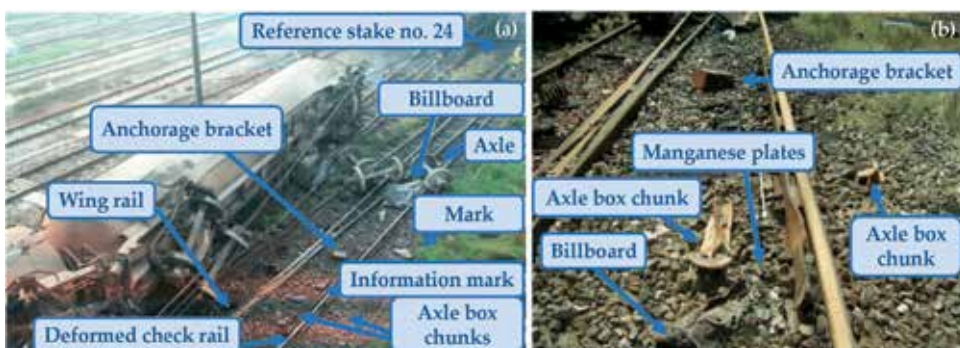 Reference stake no. 24
(a)
Billboard
Anchorage bracket
Axle
Wing rail
Mark
Information mark
Deformed check rail
Axle box
chunks
(b)
Anchorage bracket
Manganese plates
Axle box chunk
Billboard
Axle box
chunk